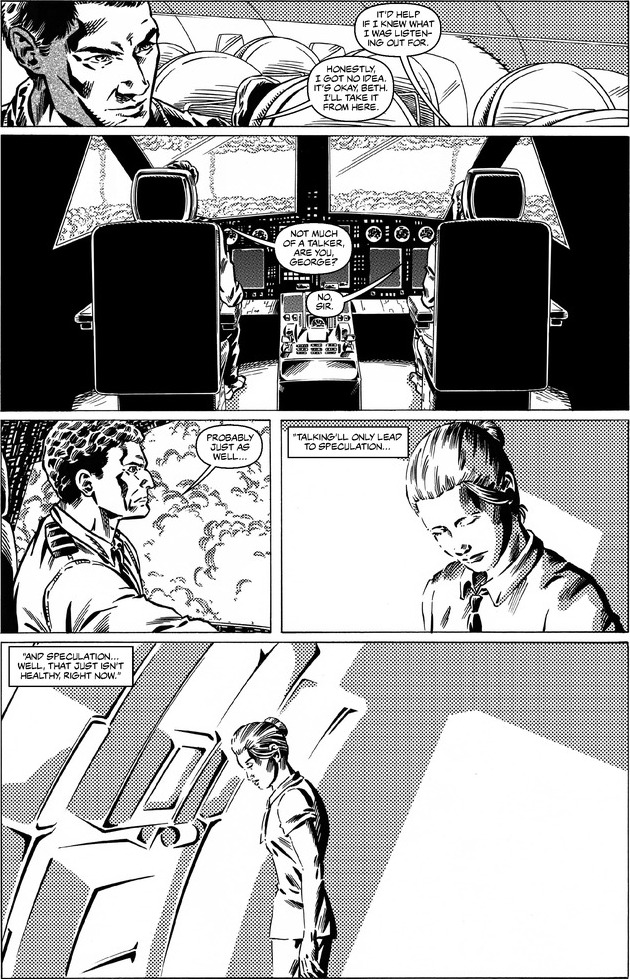 IT'D HELP
IF I KNEW WHAT
I WAS LISTEN-
ING OUT FOR.
HONESTLY,
I GOT NO IDEA.
IT'S OKAY, BETH.
I'LL TAKE IT
FROM HERE.
NOT MUCH
OF A TALKER,
ARE YOU,
GEORGE?
NO,
SIR.
PROBABLY
JUST AS
WELL...
"TALKING'LL ONLY LEAD
TO SPECULATION...
"AND SPECULATION...
WELL, THAT JUST ISN'T
HEALTHY, RIGHT NOW."